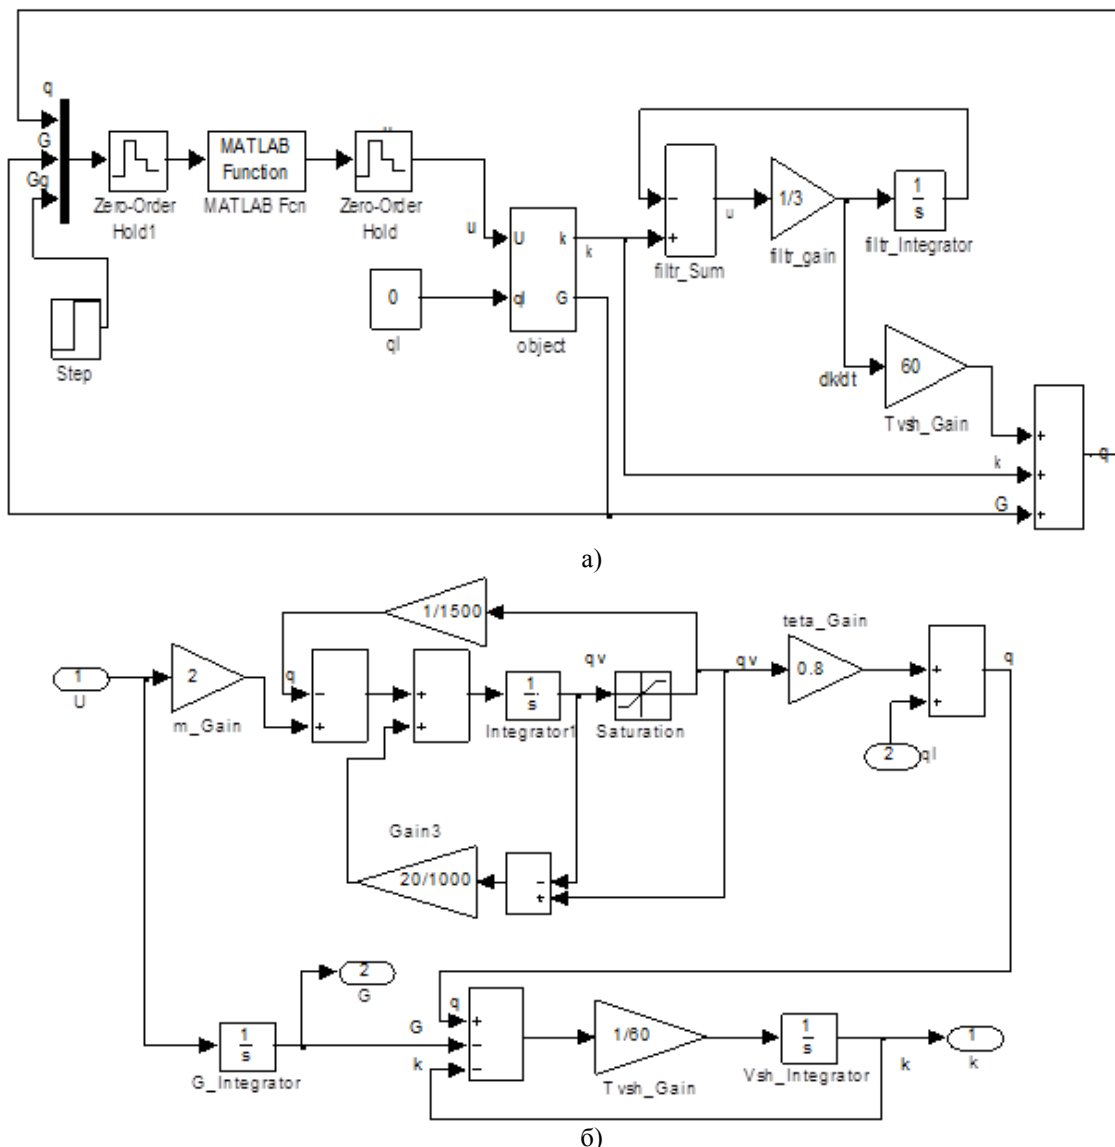 q
G
Gg
Zero-Order
Hold1
MATLAB
Function
MATLAB Fcn
Zero-Order
Hold
u
U
k
k
ql
G
object
0
ql
Step
-
+
filtr_Sum
u
1/3
filtr_gain
1
s
filtr_Integrator
dk/dt
60
Tvsh_Gain
+
k
+
G
+
q
а)
1/1500
teta_Gain
1
U
2
m_Gain
q
-
+
+
+
1
s
Integrator1
qv
Saturation
qv
0.8
+
+
q
2
ql
Gain3
20/1000
-
+
2
G
1
s
G_Integrator
q
G
k
+
-
-
1/60
Tvsh_Gain
1
s
Vsh_Integrator
k
1
k
б)